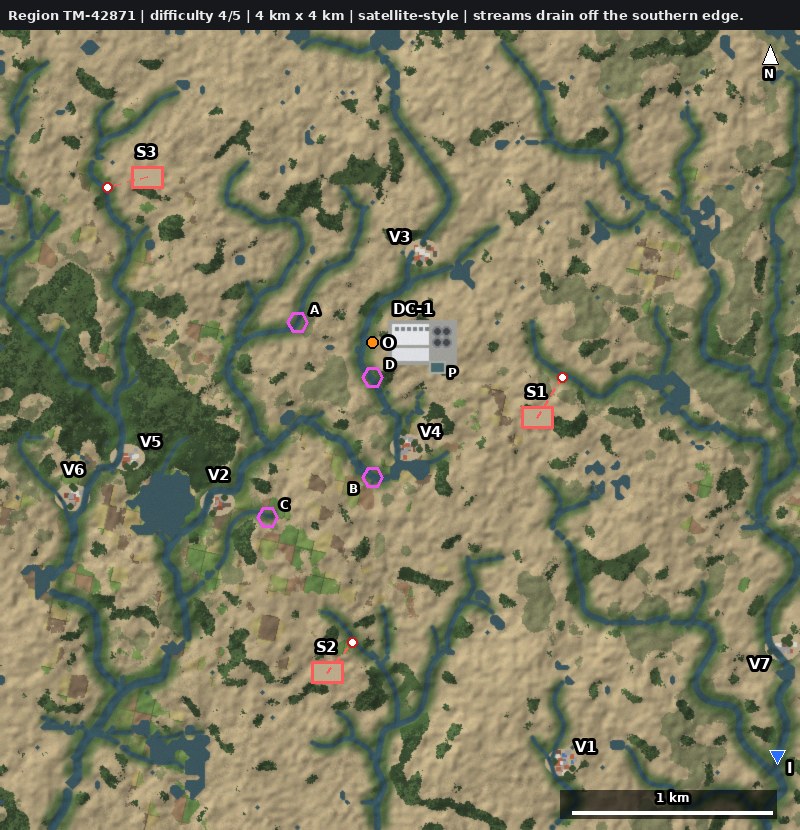 Region TM-42871 | difficulty 4/5 | 4 km x 4 km | satellite-style | streams drain off the southern edge.
N
S3
V3
DC-1
A
O
D
P
S1
V4
V5
V6
V2
B
C
S2
V7
V1
I
1 km